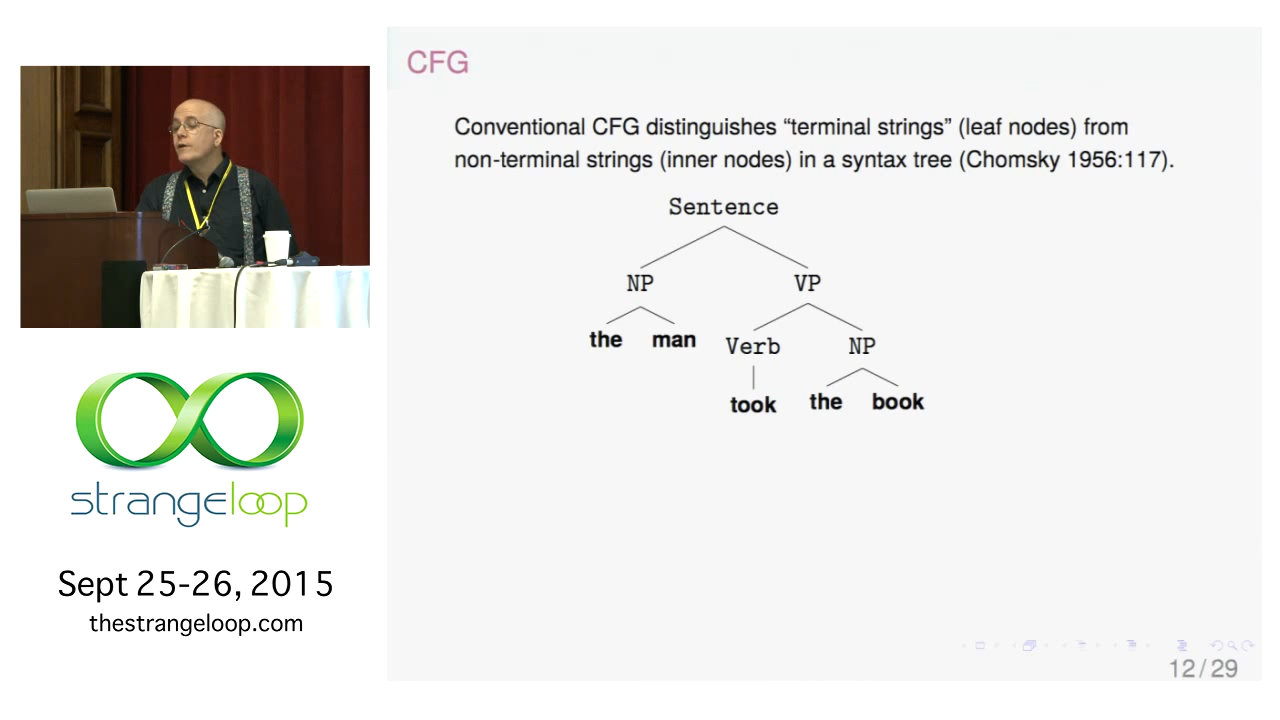 CFG
Conventional CFG distinguishes “terminal strings” (leaf nodes) from
non-terminal strings (inner nodes) in a syntax tree (Chomsky 1956:117).
Sentence
NP VP
the man Verb NP
took the book
12/29
strangeloop
Sept 25-26, 2015
thestrangeloop.com